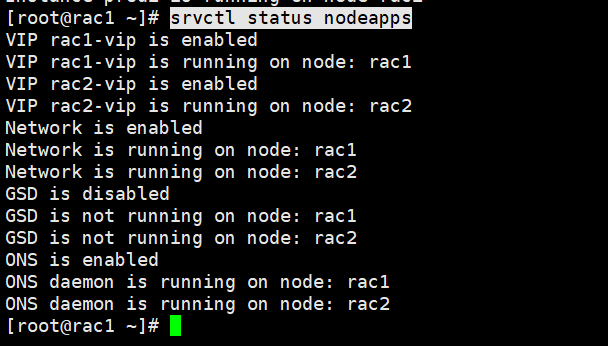 [root@rac1 ~]# srvctl status nodeapps
VIP rac1-vip is enabled
VIP rac1-vip is running on node: rac1
VIP rac2-vip is enabled
VIP rac2-vip is running on node: rac2
Network is enabled
Network is running on node: rac1
Network is running on node: rac2
GSD is disabled
GSD is not running on node: rac1
GSD is not running on node: rac2
ONS is enabled
ONS daemon is running on node: rac1
ONS daemon is running on node: rac2
[root@rac1 ~]#